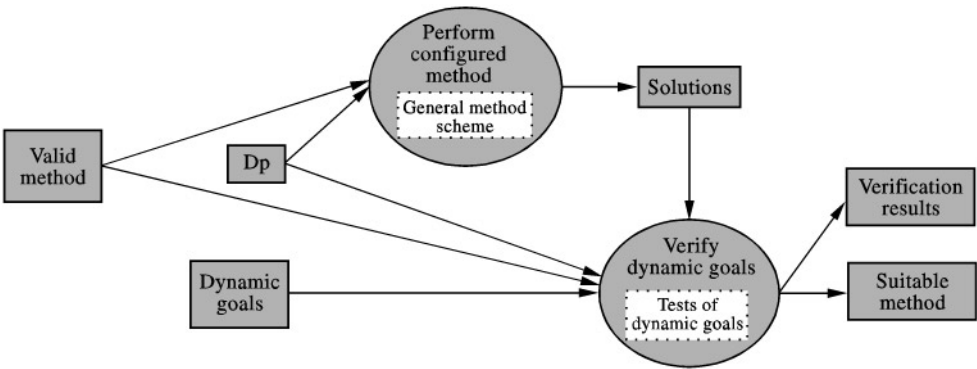 Perform
configured
method
General method
scheme
Solutions
Valid
method
Dp
Verification
results
Verify
dynamic goals
Tests of
dynamic goals
Dynamic
goals
Suitable
method